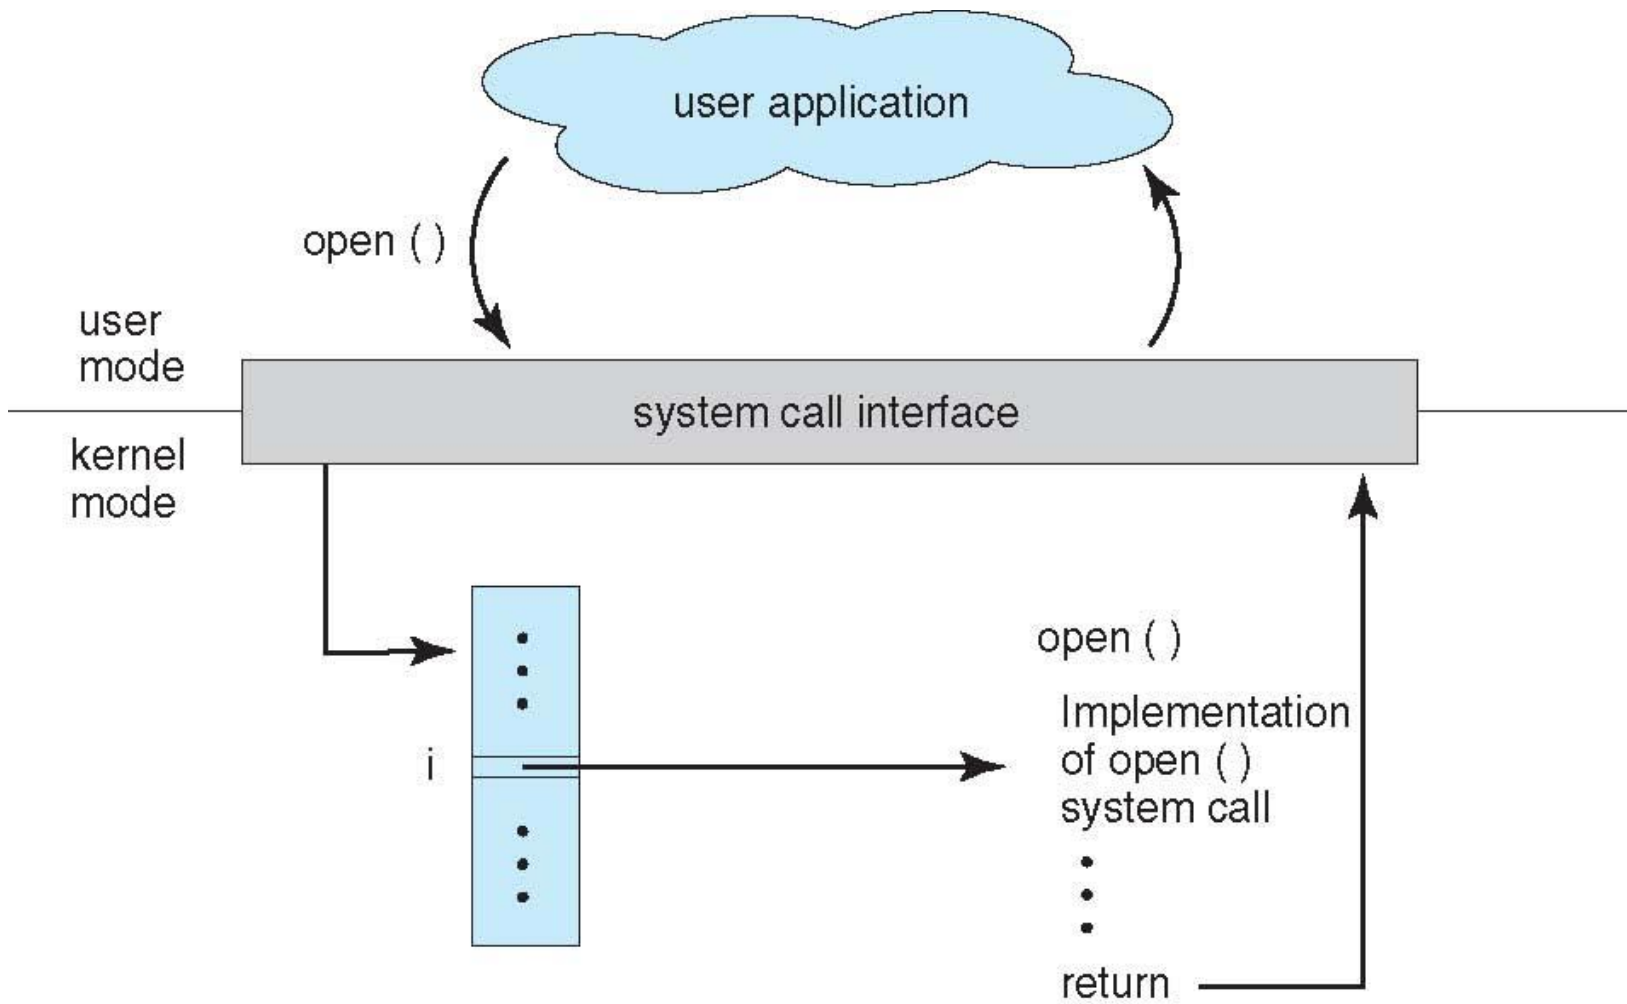 user application
open ( )
user
mode
system call interface
kernel
mode
open ( )
Implementation
of open ( )
system call
i
return